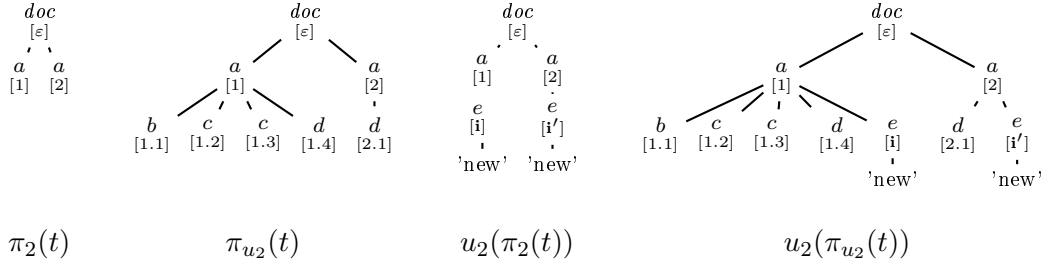 doc doc doc doc
[ε] [ε] [ε] [ε]
a a a a a a a a
[1] [2] [1] [2] [1] [2] [1] [2]
b c c d d e e b c c d e d e
[1.1] [1.2] [1.3] [1.4] [2.1] [i] [i′] [1.1] [1.2] [1.3] [1.4] [i] [2.1] [i′]
'new' 'new' 'new' 'new'
π₂(t) πᵤ₂(t) u₂(π₂(t)) u₂(πᵤ₂(t))